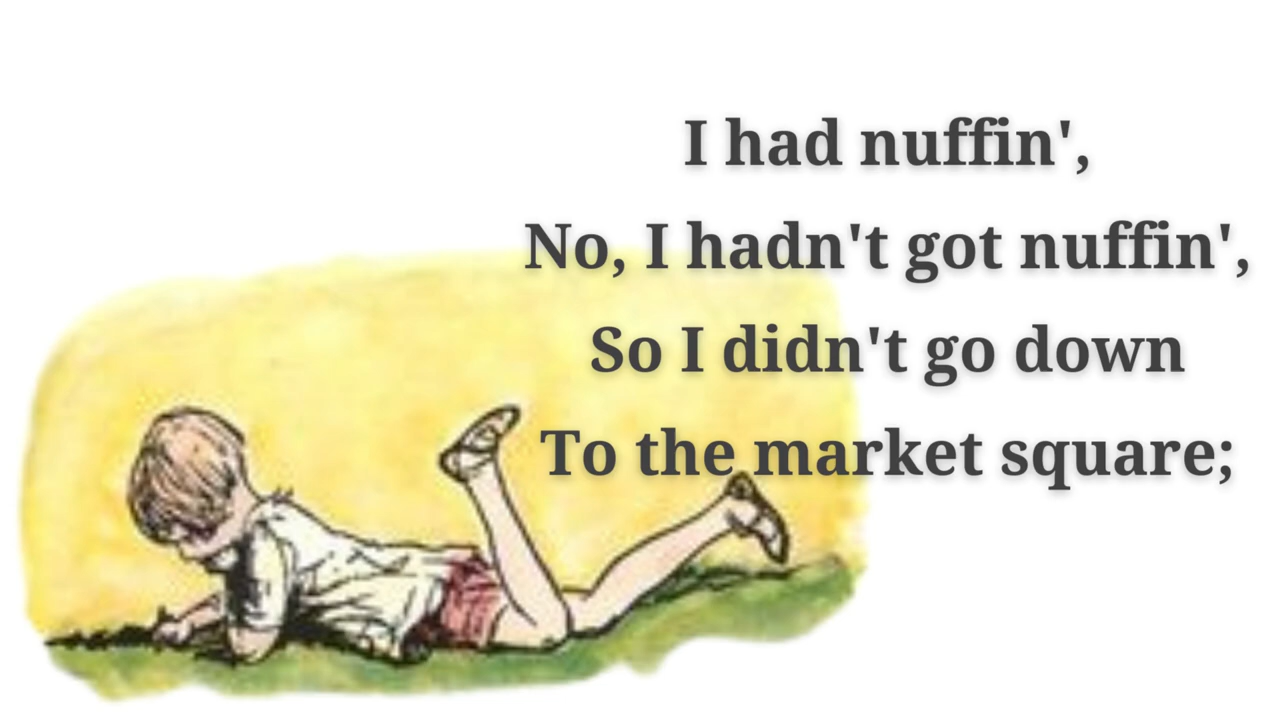 I had nuffin',
No, I hadn't got nuffin',
So I didn't go down
To the market square;